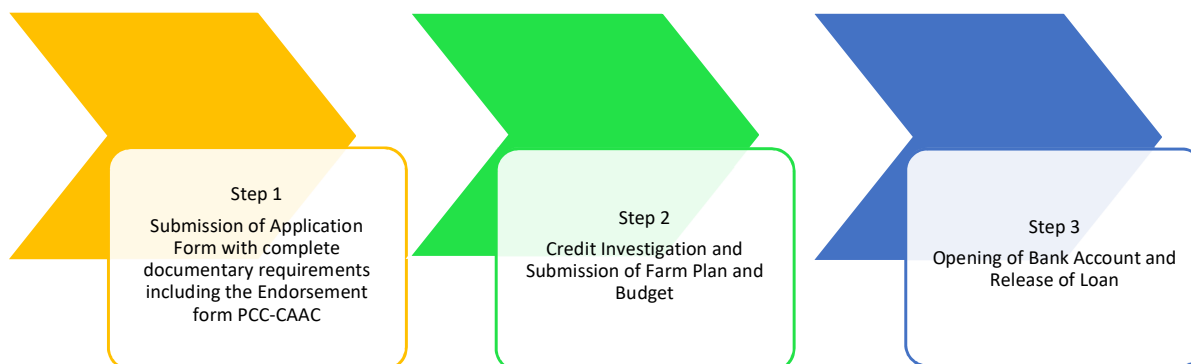 Step 1
Submission of Application
Form with complete
documentary requirements
including the Endorsement
form PCC-CAAC
Step 2
Credit Investigation and
Submission of Farm Plan and
Budget
Step 3
Opening of Bank Account and
Release of Loan